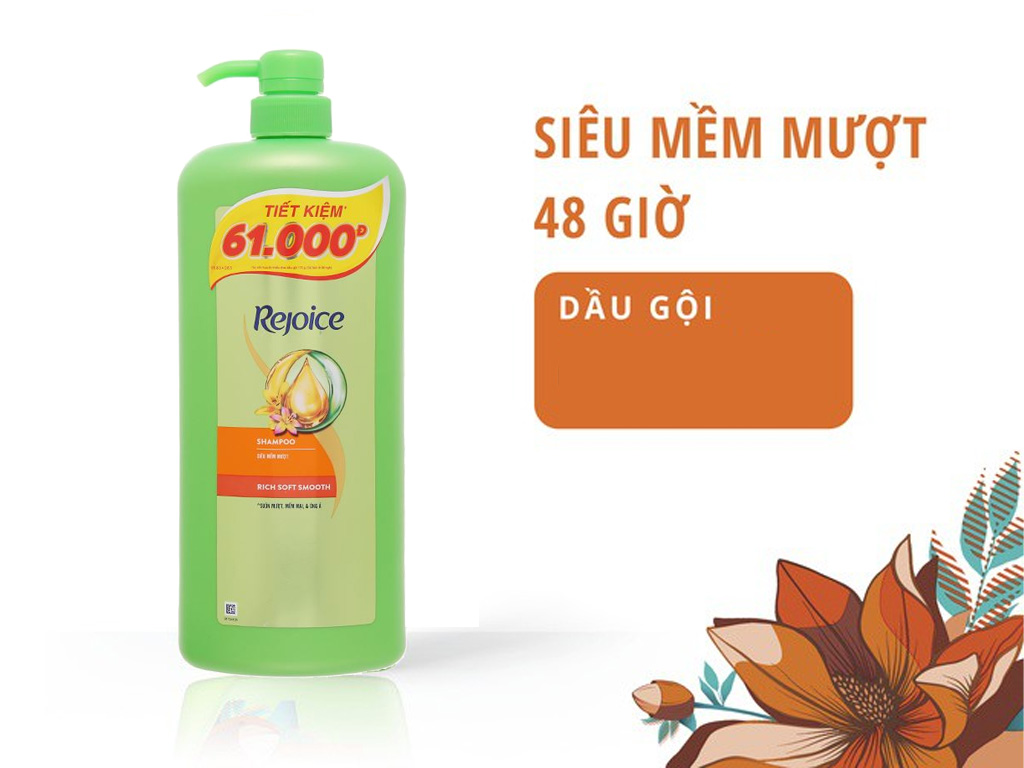 SIÊU MỀM MƯỢT
48 GIỜ
DẦU GỘI
TIẾT KIỆM*
61.000Đ
Rejoice
SHAMPOO
SIÊU MỀM MƯỢT
RICH SOFT SMOOTH